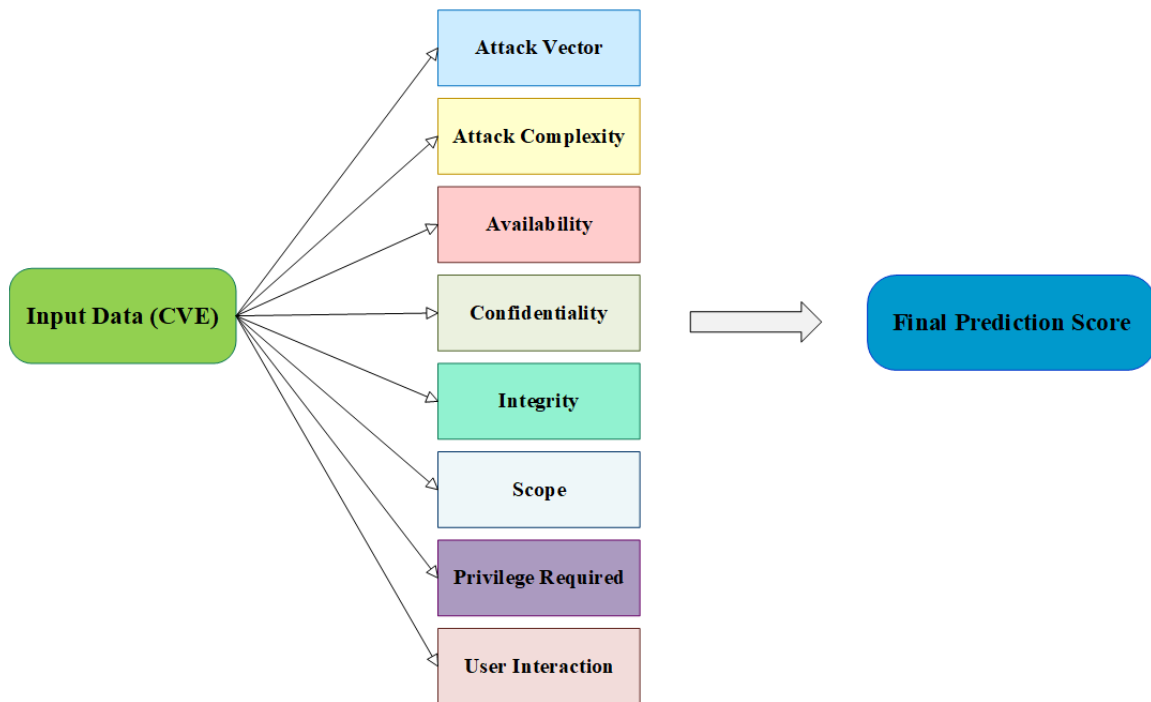 Input Data (CVE)
Attack Vector
Attack Complexity
Availability
Confidentiality
Integrity
Scope
Privilege Required
User Interaction
Final Prediction Score